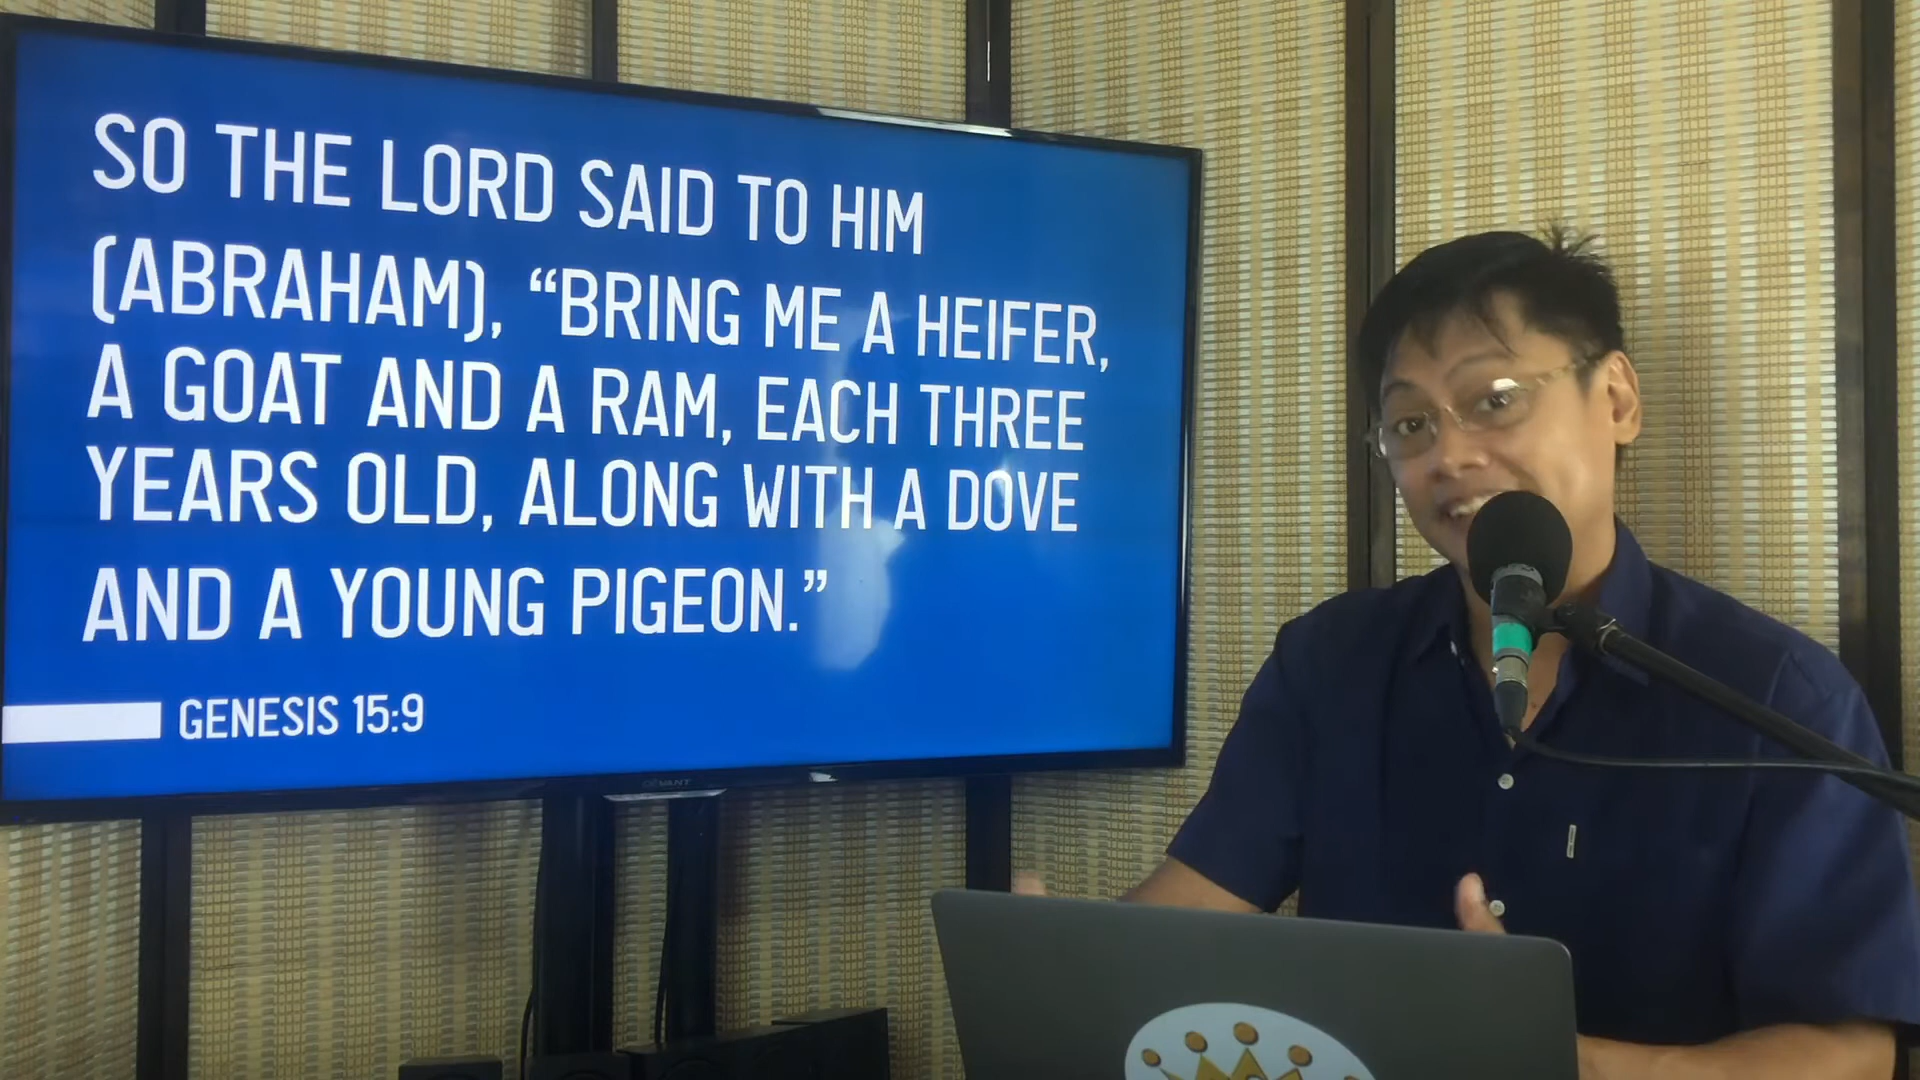 SO THE LORD SAID TO HIM
(ABRAHAM), “BRING ME A HEIFER,
A GOAT AND A RAM, EACH THREE
YEARS OLD, ALONG WITH A DOVE
AND A YOUNG PIGEON.”
GENESIS 15:9
DEVANT